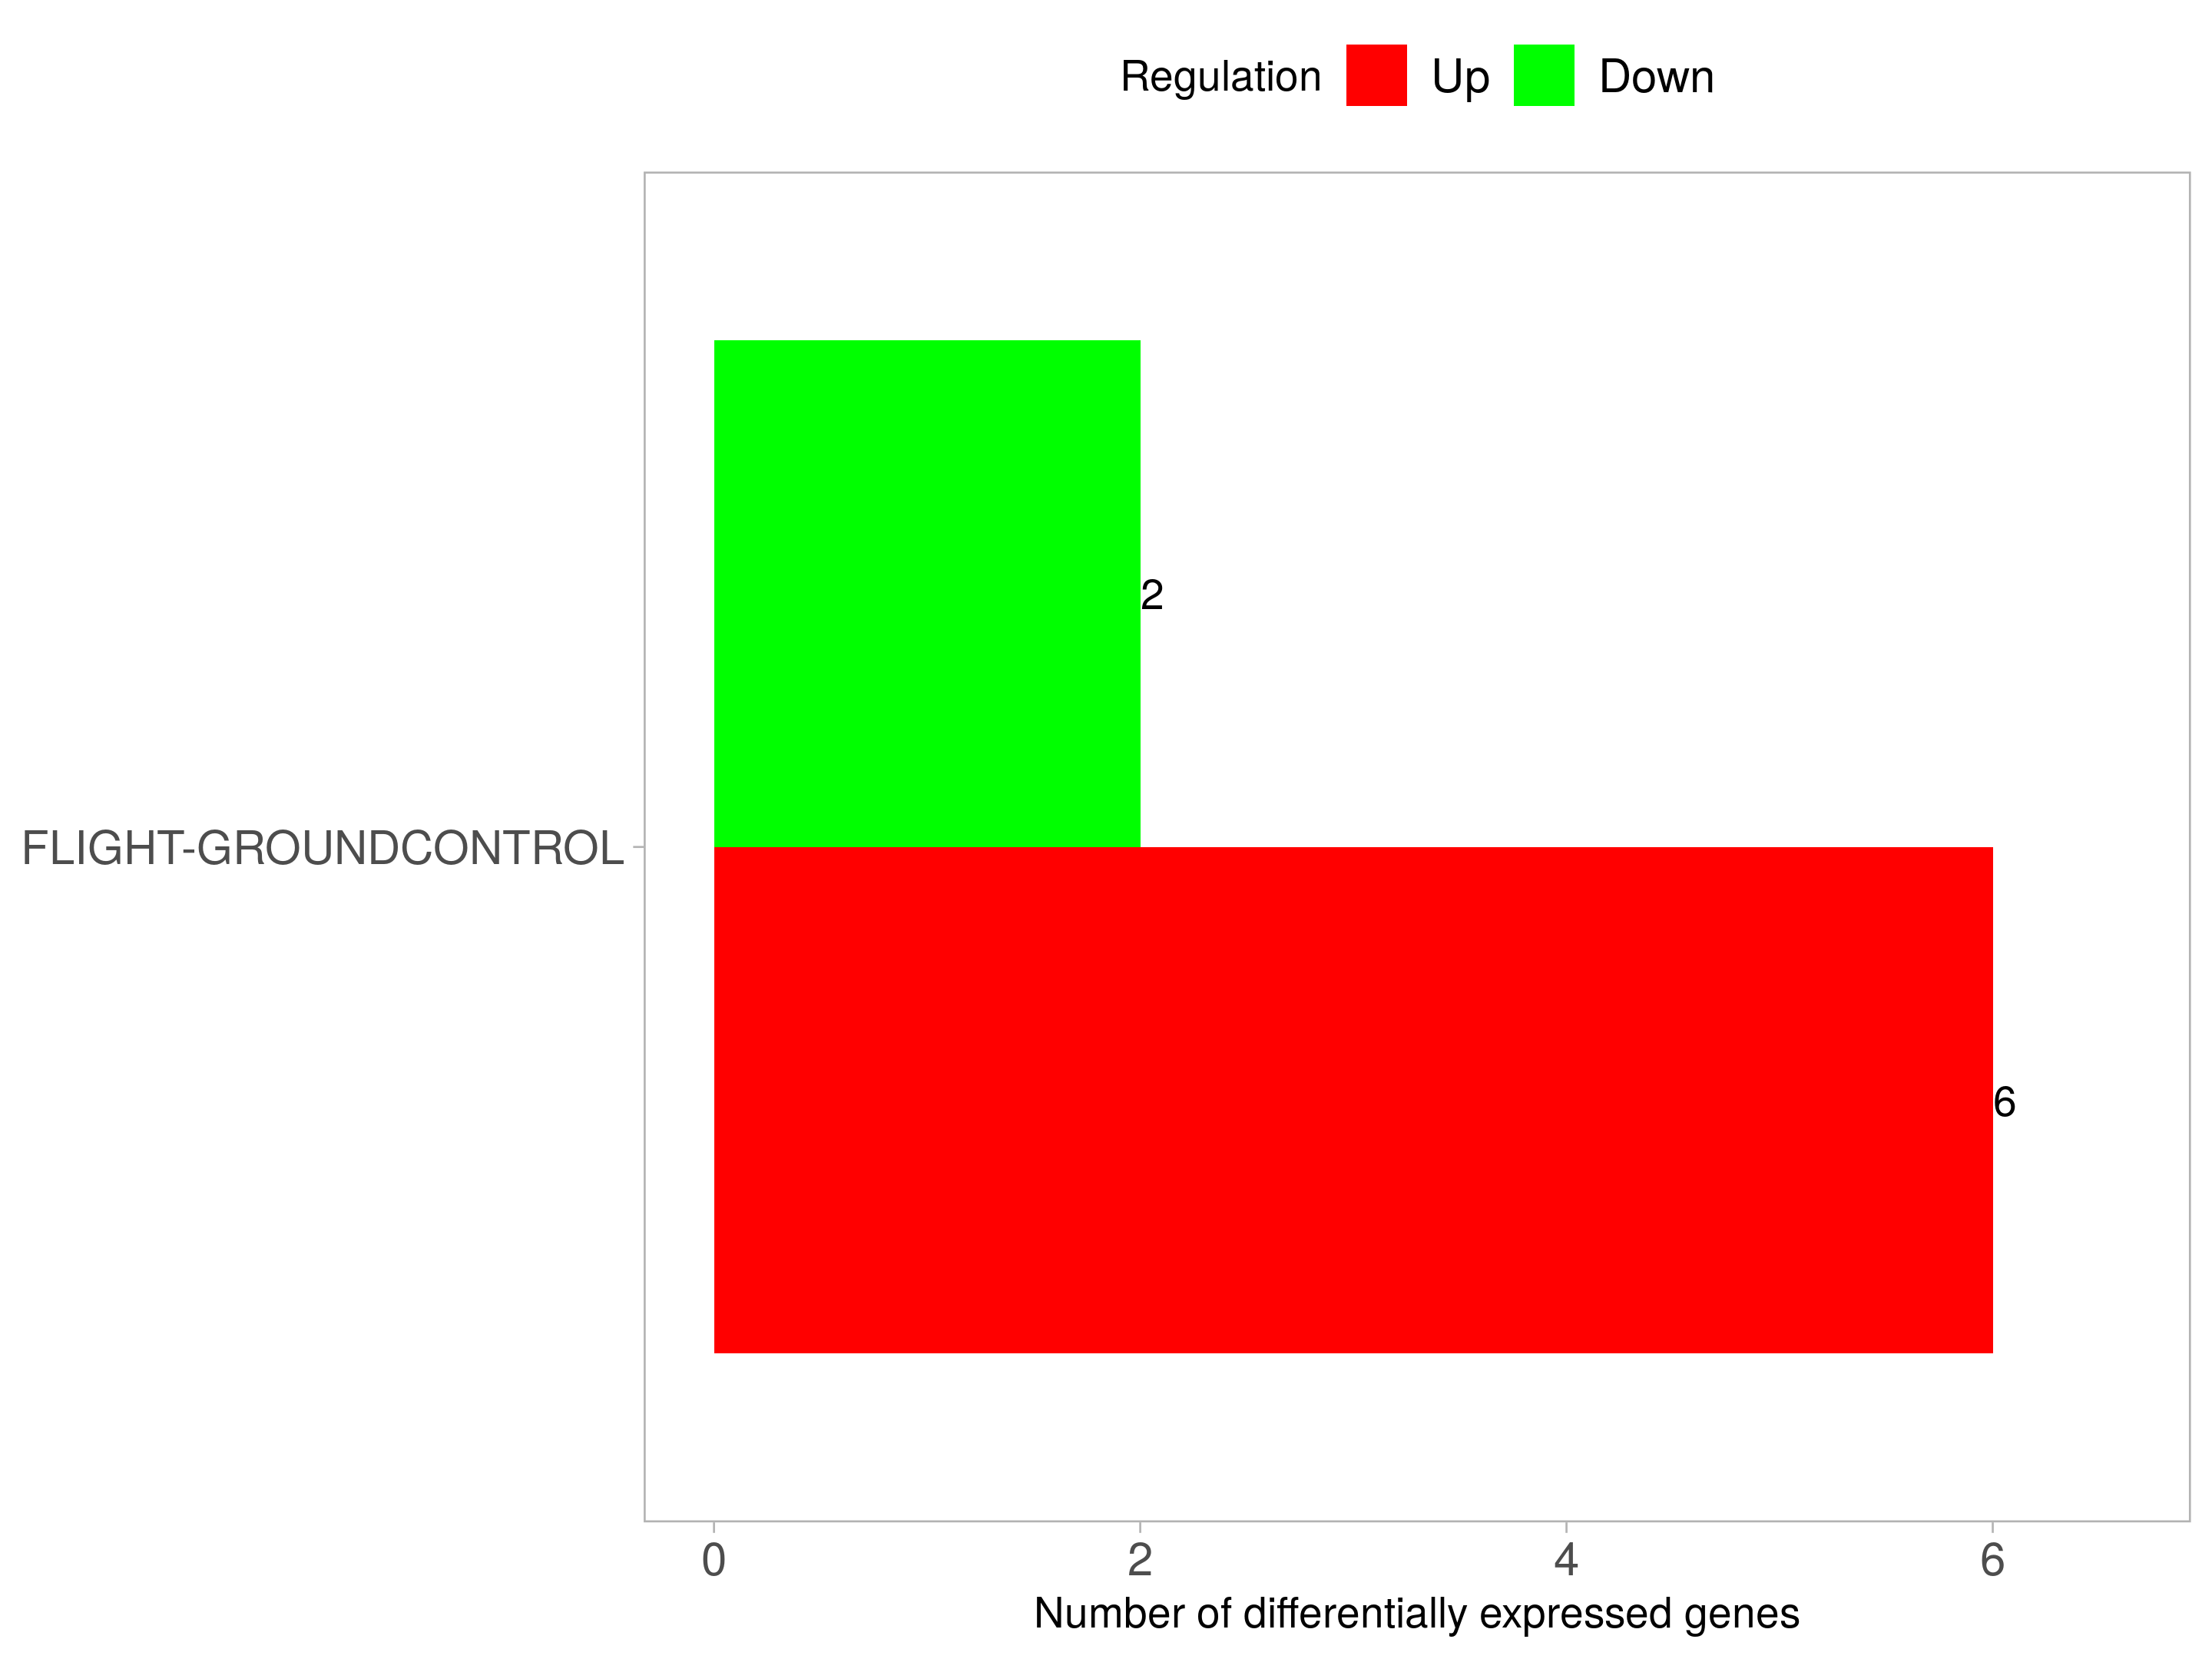 Regulation Up Down
2
FLIGHT-GROUNDCONTROL
6
0 2 4 6
Number of differentially expressed genes